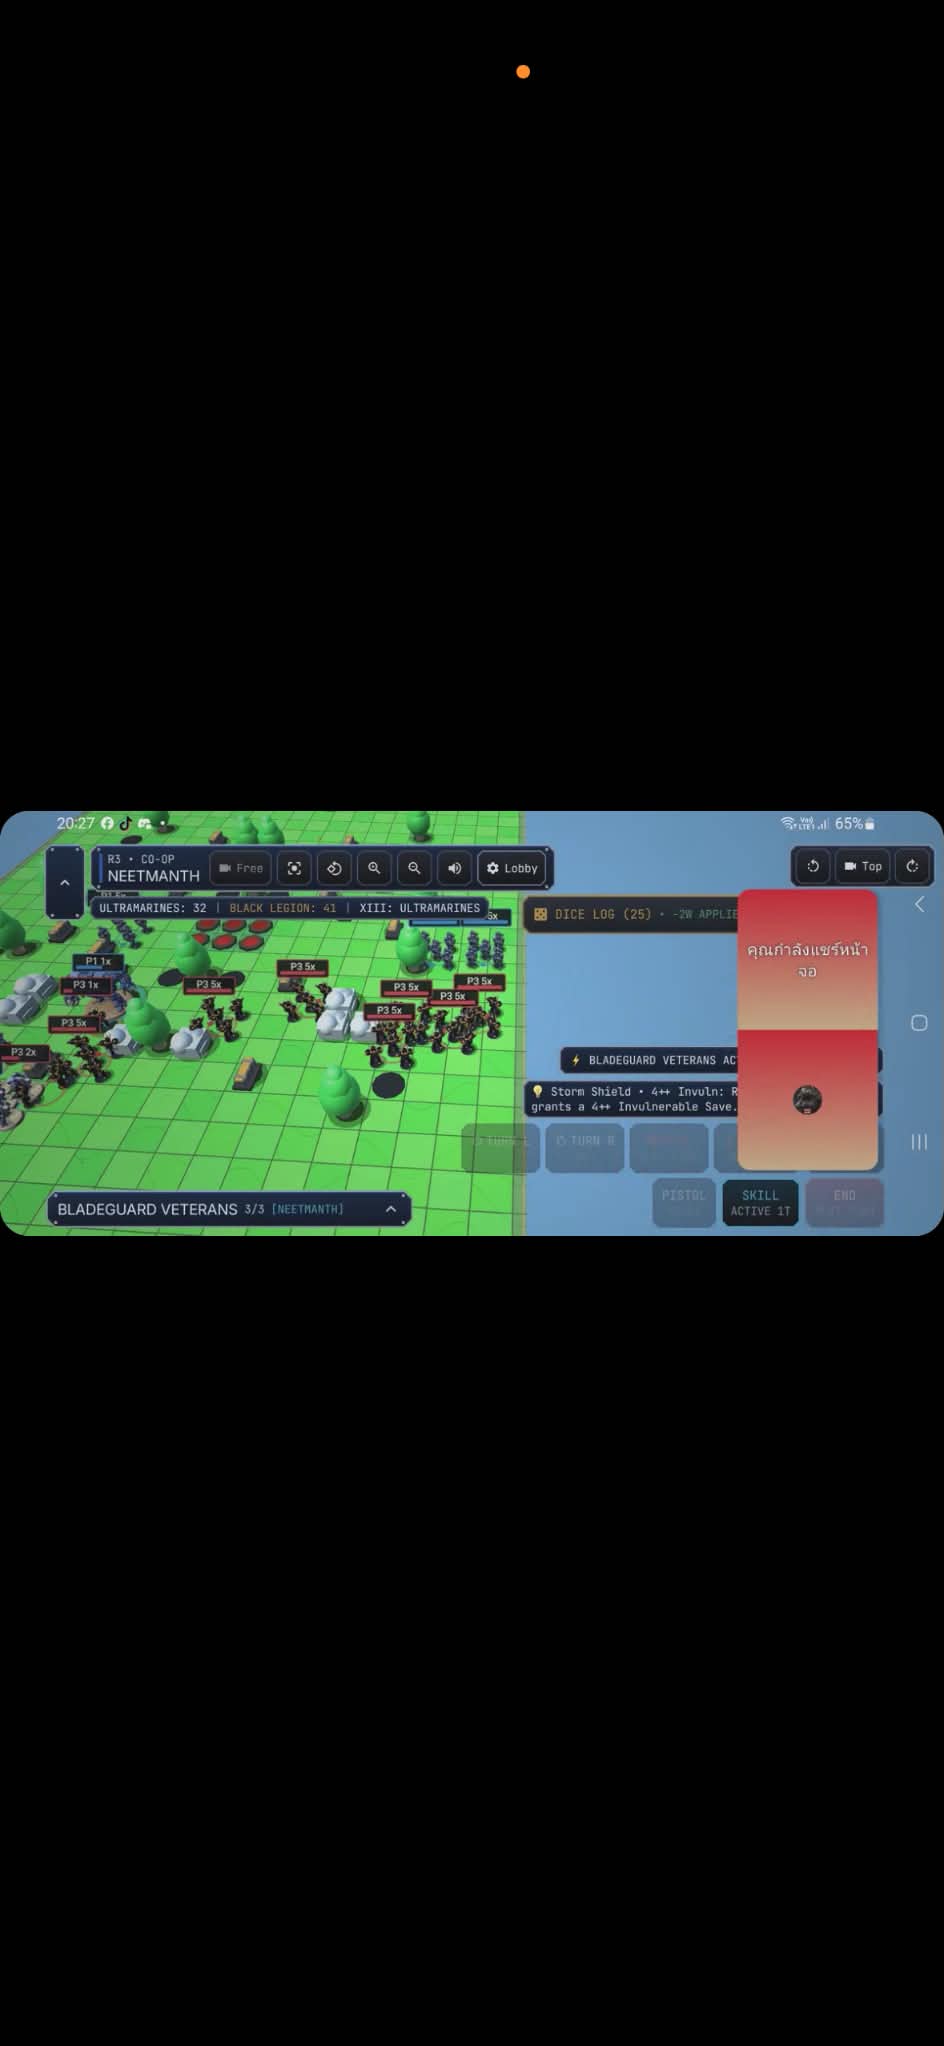 20:27
Vo)) LTE1 65%
R3 • CO-OP
NEETMANTH
Free
Lobby
Top
ULTRAMARINES: 32 | BLACK LEGION: 41 | XIII: ULTRAMARINES
5x
DICE LOG (25) • -2W APPLIE
คุณกำลังแชร์หน้า
จอ
P1 1x
P3 1x
P3 5x
P3 5x
P3 5x
P3 5x
P3 5x
P3 5x
P3 5x
P3 2x
⚡ BLADEGUARD VETERANS AC
💡 Storm Shield • 4++ Invuln: R
grants a 4++ Invulnerable Save.
TURN L
TURN R
PISTOL
SKILL
ACTIVE 1T
END
BLADEGUARD VETERANS 3/3 [NEETMANTH]